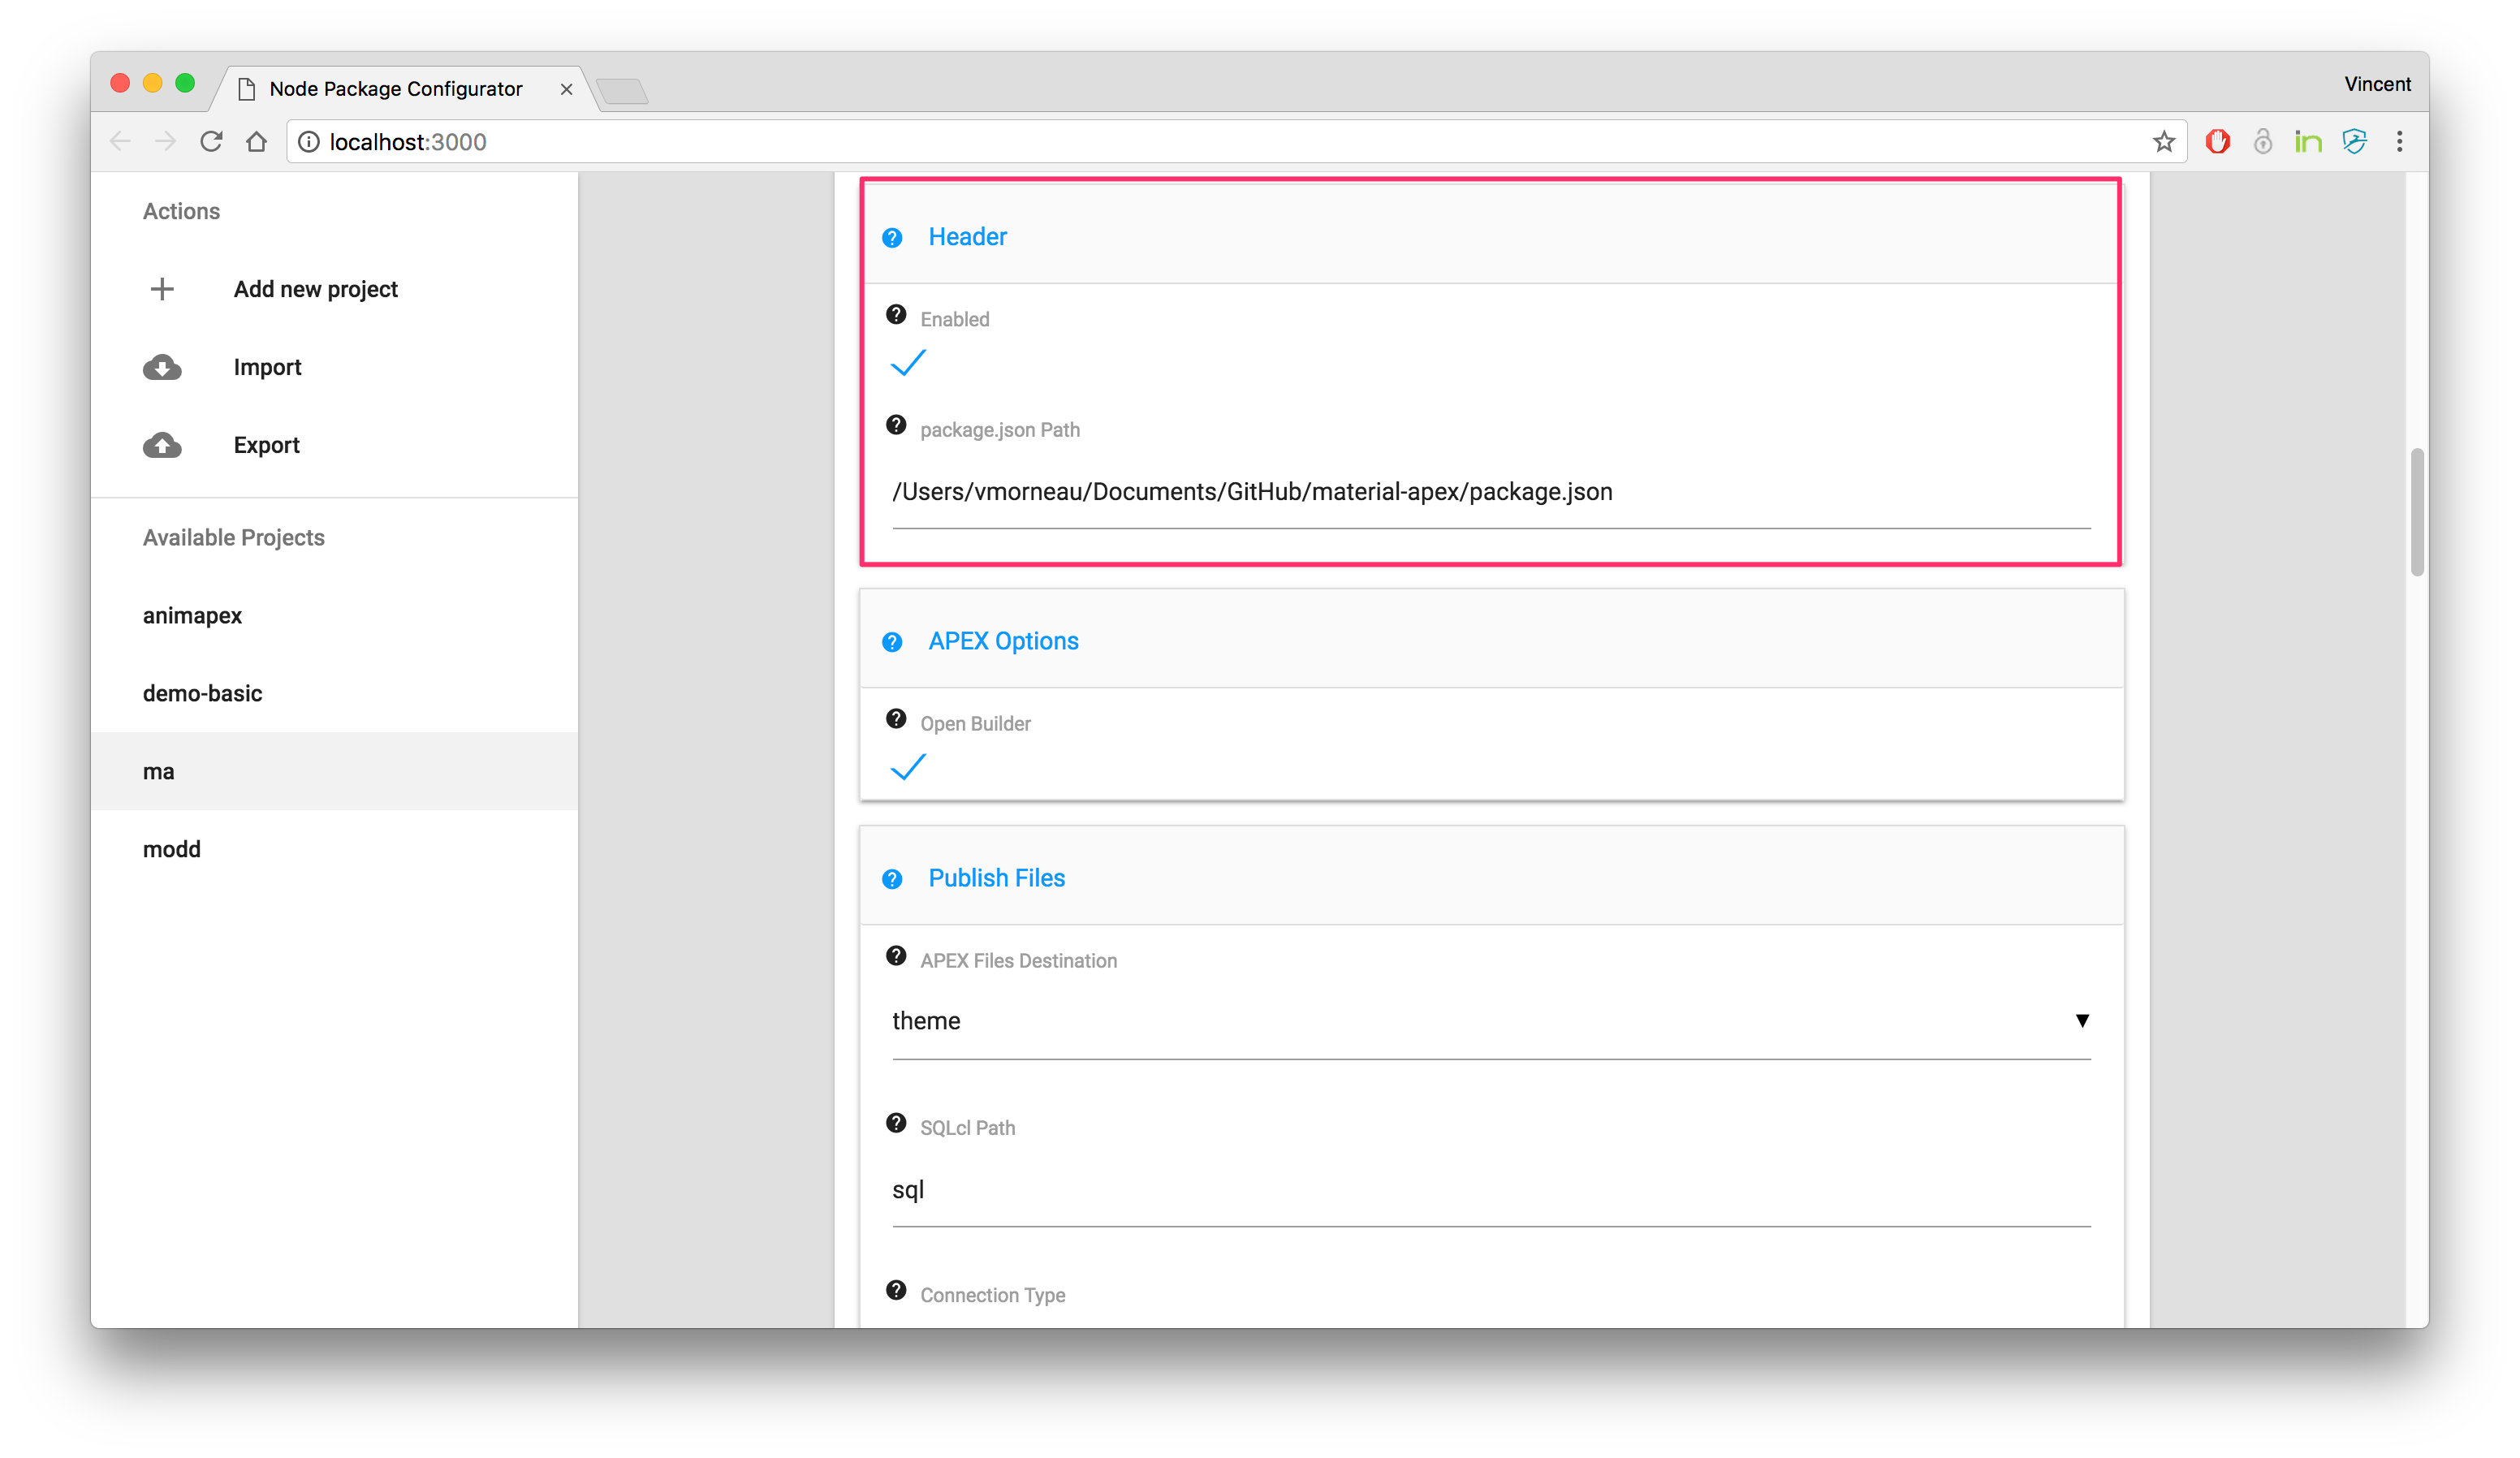 Node Package Configurator
Vincent
localhost:3000
in
Actions
Add new project
Import
Export
Available Projects
animapex
demo-basic
ma
modd
Header
Enabled
package.json Path
/Users/vmorneau/Documents/GitHub/material-apex/package.json
APEX Options
Open Builder
Publish Files
APEX Files Destination
theme
SQLcl Path
sql
Connection Type